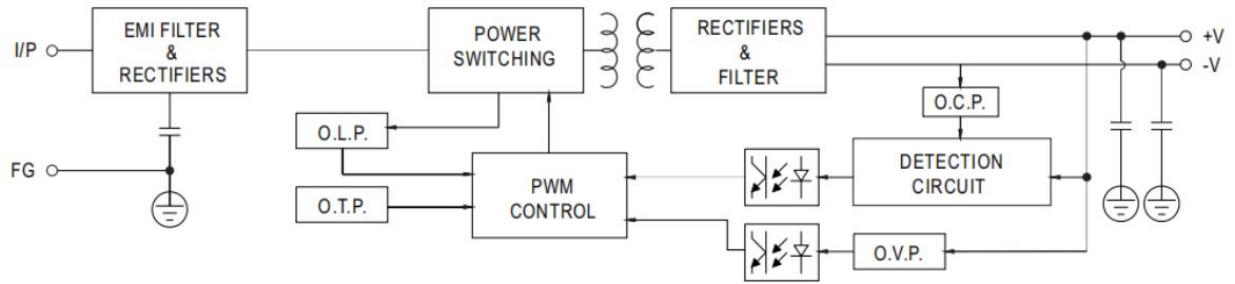 I/P
EMI FILTER
&
RECTIFIERS
POWER
SWITCHING
RECTIFIERS
&
FILTER
+V
-V
O.C.P.
O.L.P.
FG
PWM
CONTROL
DETECTION
CIRCUIT
O.T.P.
O.V.P.